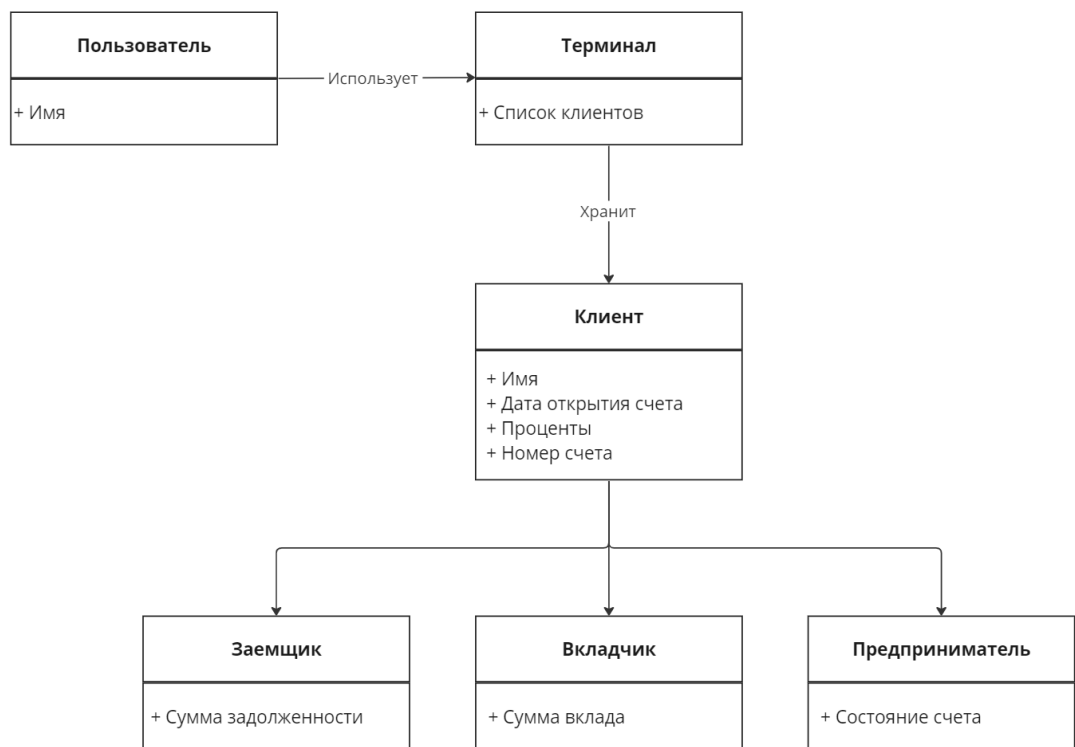 Пользователь
+ Имя
Использует
Терминал
+ Список клиентов
Хранит
Клиент
+ Имя
+ Дата открытия счета
+ Проценты
+ Номер счета
Заемщик
+ Сумма задолженности
Вкладчик
+ Сумма вклада
Предприниматель
+ Состояние счета